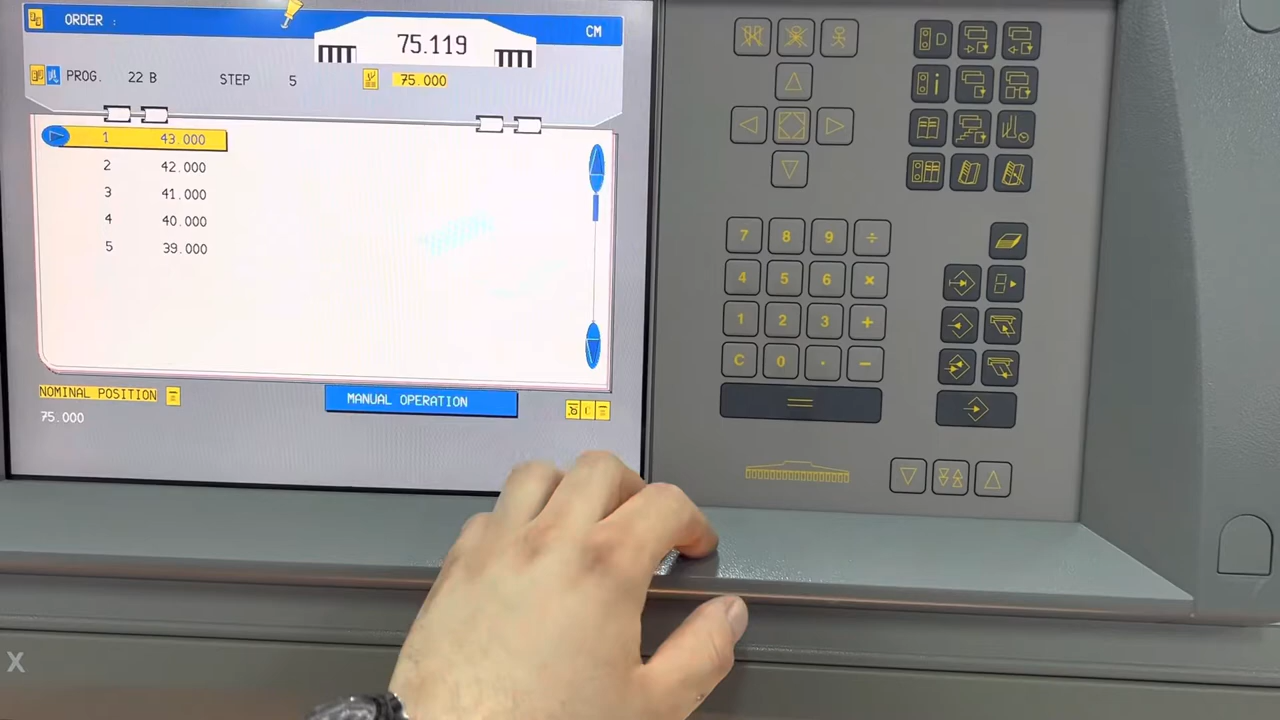 ORDER :
CM
75.119
PROG. 22 B STEP 5 75.000
1 43.000
2 42.000
3 41.000
4 40.000
5 39.000
NOMINAL POSITION
75.000
MANUAL OPERATION
C
D
i
7 8 9 ÷
4 5 6 ×
1 2 3 +
C 0 · −
=
X